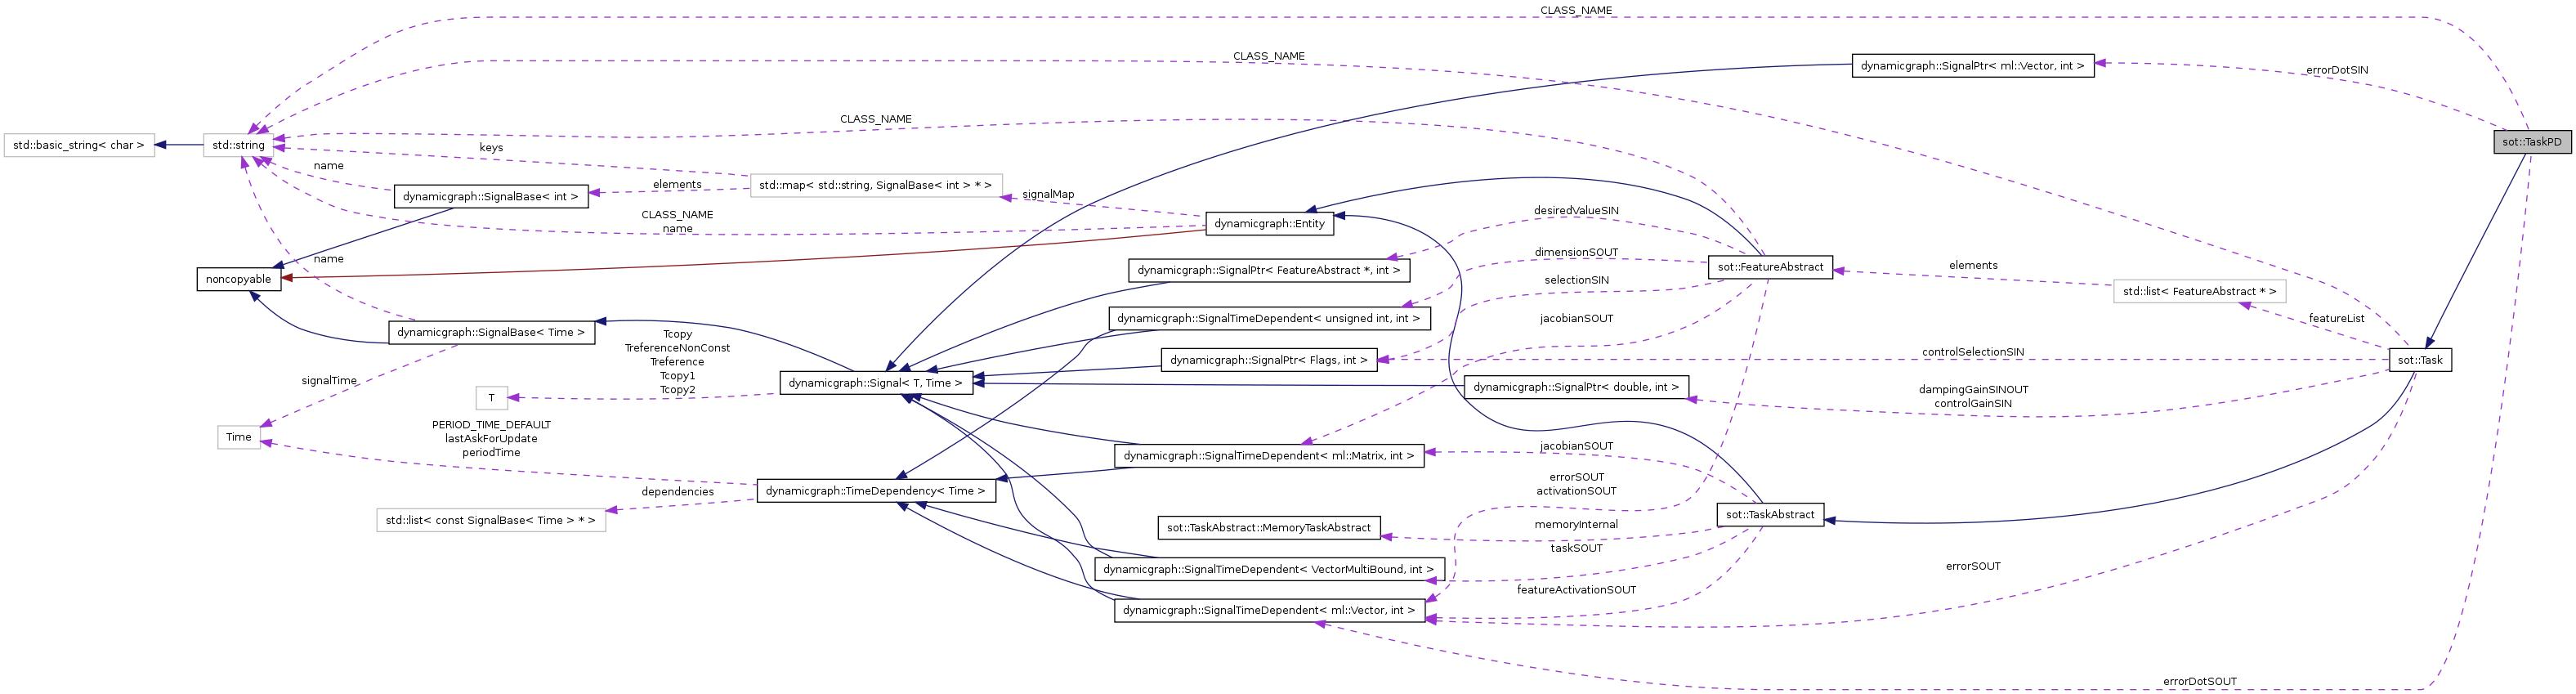 CLASS_NAME
CLASS_NAME
dynamicgraph::SignalPtr< ml::Vector, int >
errorDotSIN
CLASS_NAME
std::basic_string< char >
std::string
keys
sot::TaskPD
name
elements
std::map< std::string, SignalBase< int > * >
signalMap
dynamicgraph::SignalBase< int >
desiredValueSIN
CLASS_NAME
name
dynamicgraph::Entity
dimensionSOUT
name
noncopyable
dynamicgraph::SignalPtr< FeatureAbstract *, int >
selectionSIN
sot::FeatureAbstract
elements
std::list< FeatureAbstract * >
dynamicgraph::SignalBase< Time >
dynamicgraph::SignalTimeDependent< unsigned int, int >
jacobianSOUT
featureList
Tcopy
TreferenceNonConst
Treference
Tcopy1
Tcopy2
dynamicgraph::SignalPtr< Flags, int >
controlSelectionSIN
sot::Task
signalTime
dynamicgraph::Signal< T, Time >
dynamicgraph::SignalPtr< double, int >
dampingGainSINOUT
controlGainSIN
T
Time
PERIOD_TIME_DEFAULT
lastAskForUpdate
periodTime
jacobianSOUT
dynamicgraph::SignalTimeDependent< ml::Matrix, int >
errorSOUT
activationSOUT
dynamicgraph::TimeDependency< Time >
dependencies
std::list< const SignalBase< Time > * >
sot::TaskAbstract::MemoryTaskAbstract
memoryInternal
sot::TaskAbstract
taskSOUT
dynamicgraph::SignalTimeDependent< VectorMultiBound, int >
errorSOUT
featureActivationSOUT
dynamicgraph::SignalTimeDependent< ml::Vector, int >
errorDotSOUT